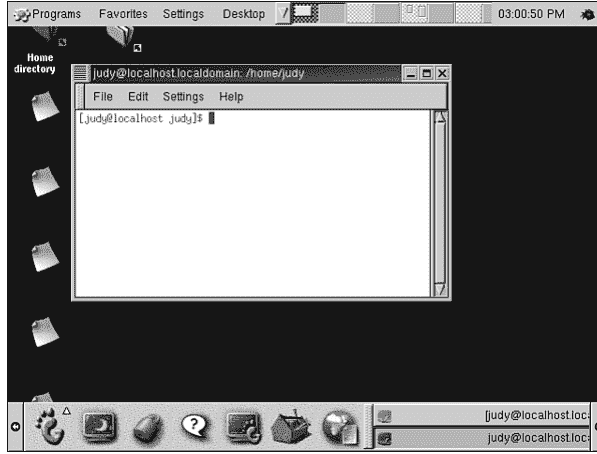 Programs Favorites Settings Desktop 03:00:50 PM
Home
directory
judy@localhost.localdomain: /home/judy
File Edit Settings Help
[judy@localhost judy]$
?
[judy@localhost.loc
judy@localhost.loc